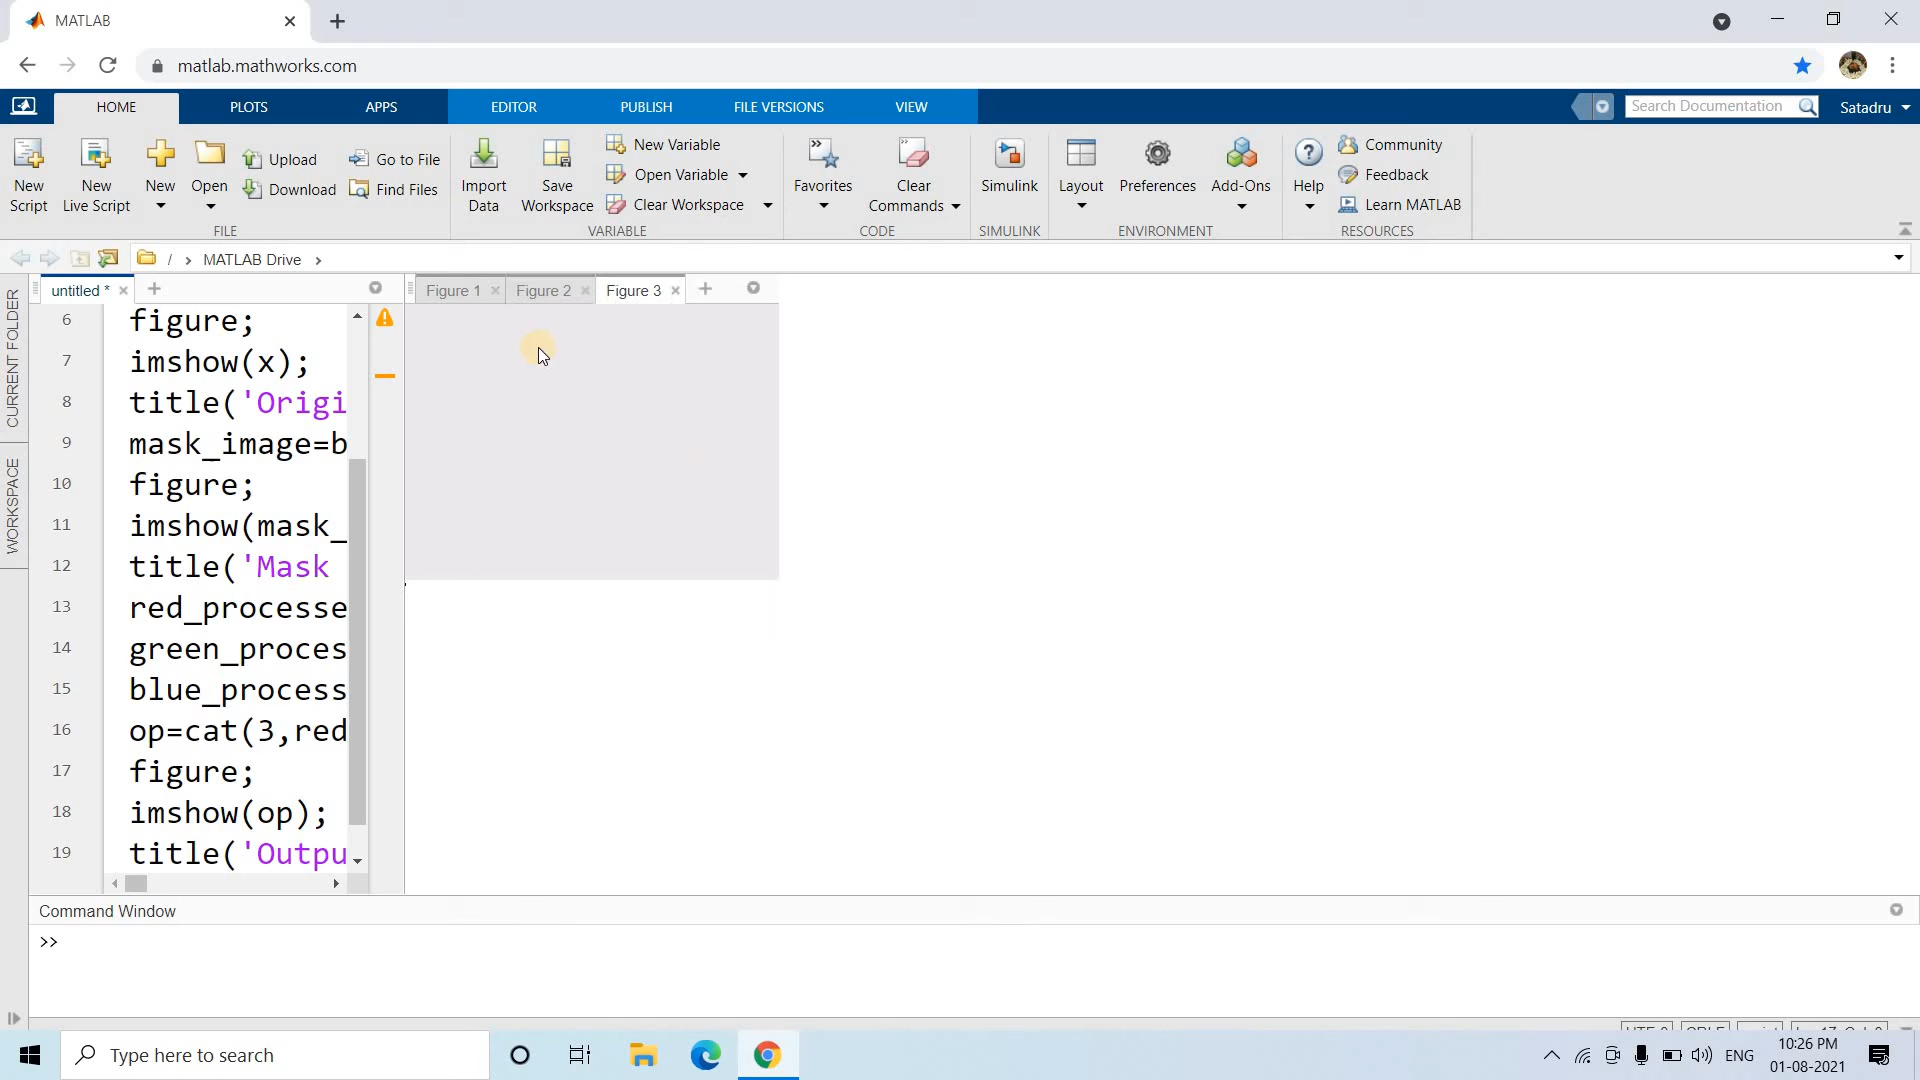 MATLAB
matlab.mathworks.com
HOME PLOTS APPS EDITOR PUBLISH FILE VERSIONS VIEW Search Documentation Satadru
New Script
New Live Script
New
Open
Upload
Download
Go to File
Find Files
FILE
Import Data
Save Workspace
New Variable
Open Variable
Clear Workspace
VARIABLE
Favorites
Clear Commands
CODE
Simulink
SIMULINK
Layout
Preferences
Add-Ons
ENVIRONMENT
Help
Community
Feedback
Learn MATLAB
RESOURCES
/ › MATLAB Drive ›
CURRENT FOLDER
WORKSPACE
untitled *
Figure 1 Figure 2 Figure 3
6 figure;
7 imshow(x);
8 title('Origi
9 mask_image=b
10 figure;
11 imshow(mask_
12 title('Mask
13 red_processe
14 green_proces
15 blue_process
16 op=cat(3,red
17 figure;
18 imshow(op);
19 title('Outpu
Command Window
>>
Type here to search
ENG
10:26 PM
01-08-2021